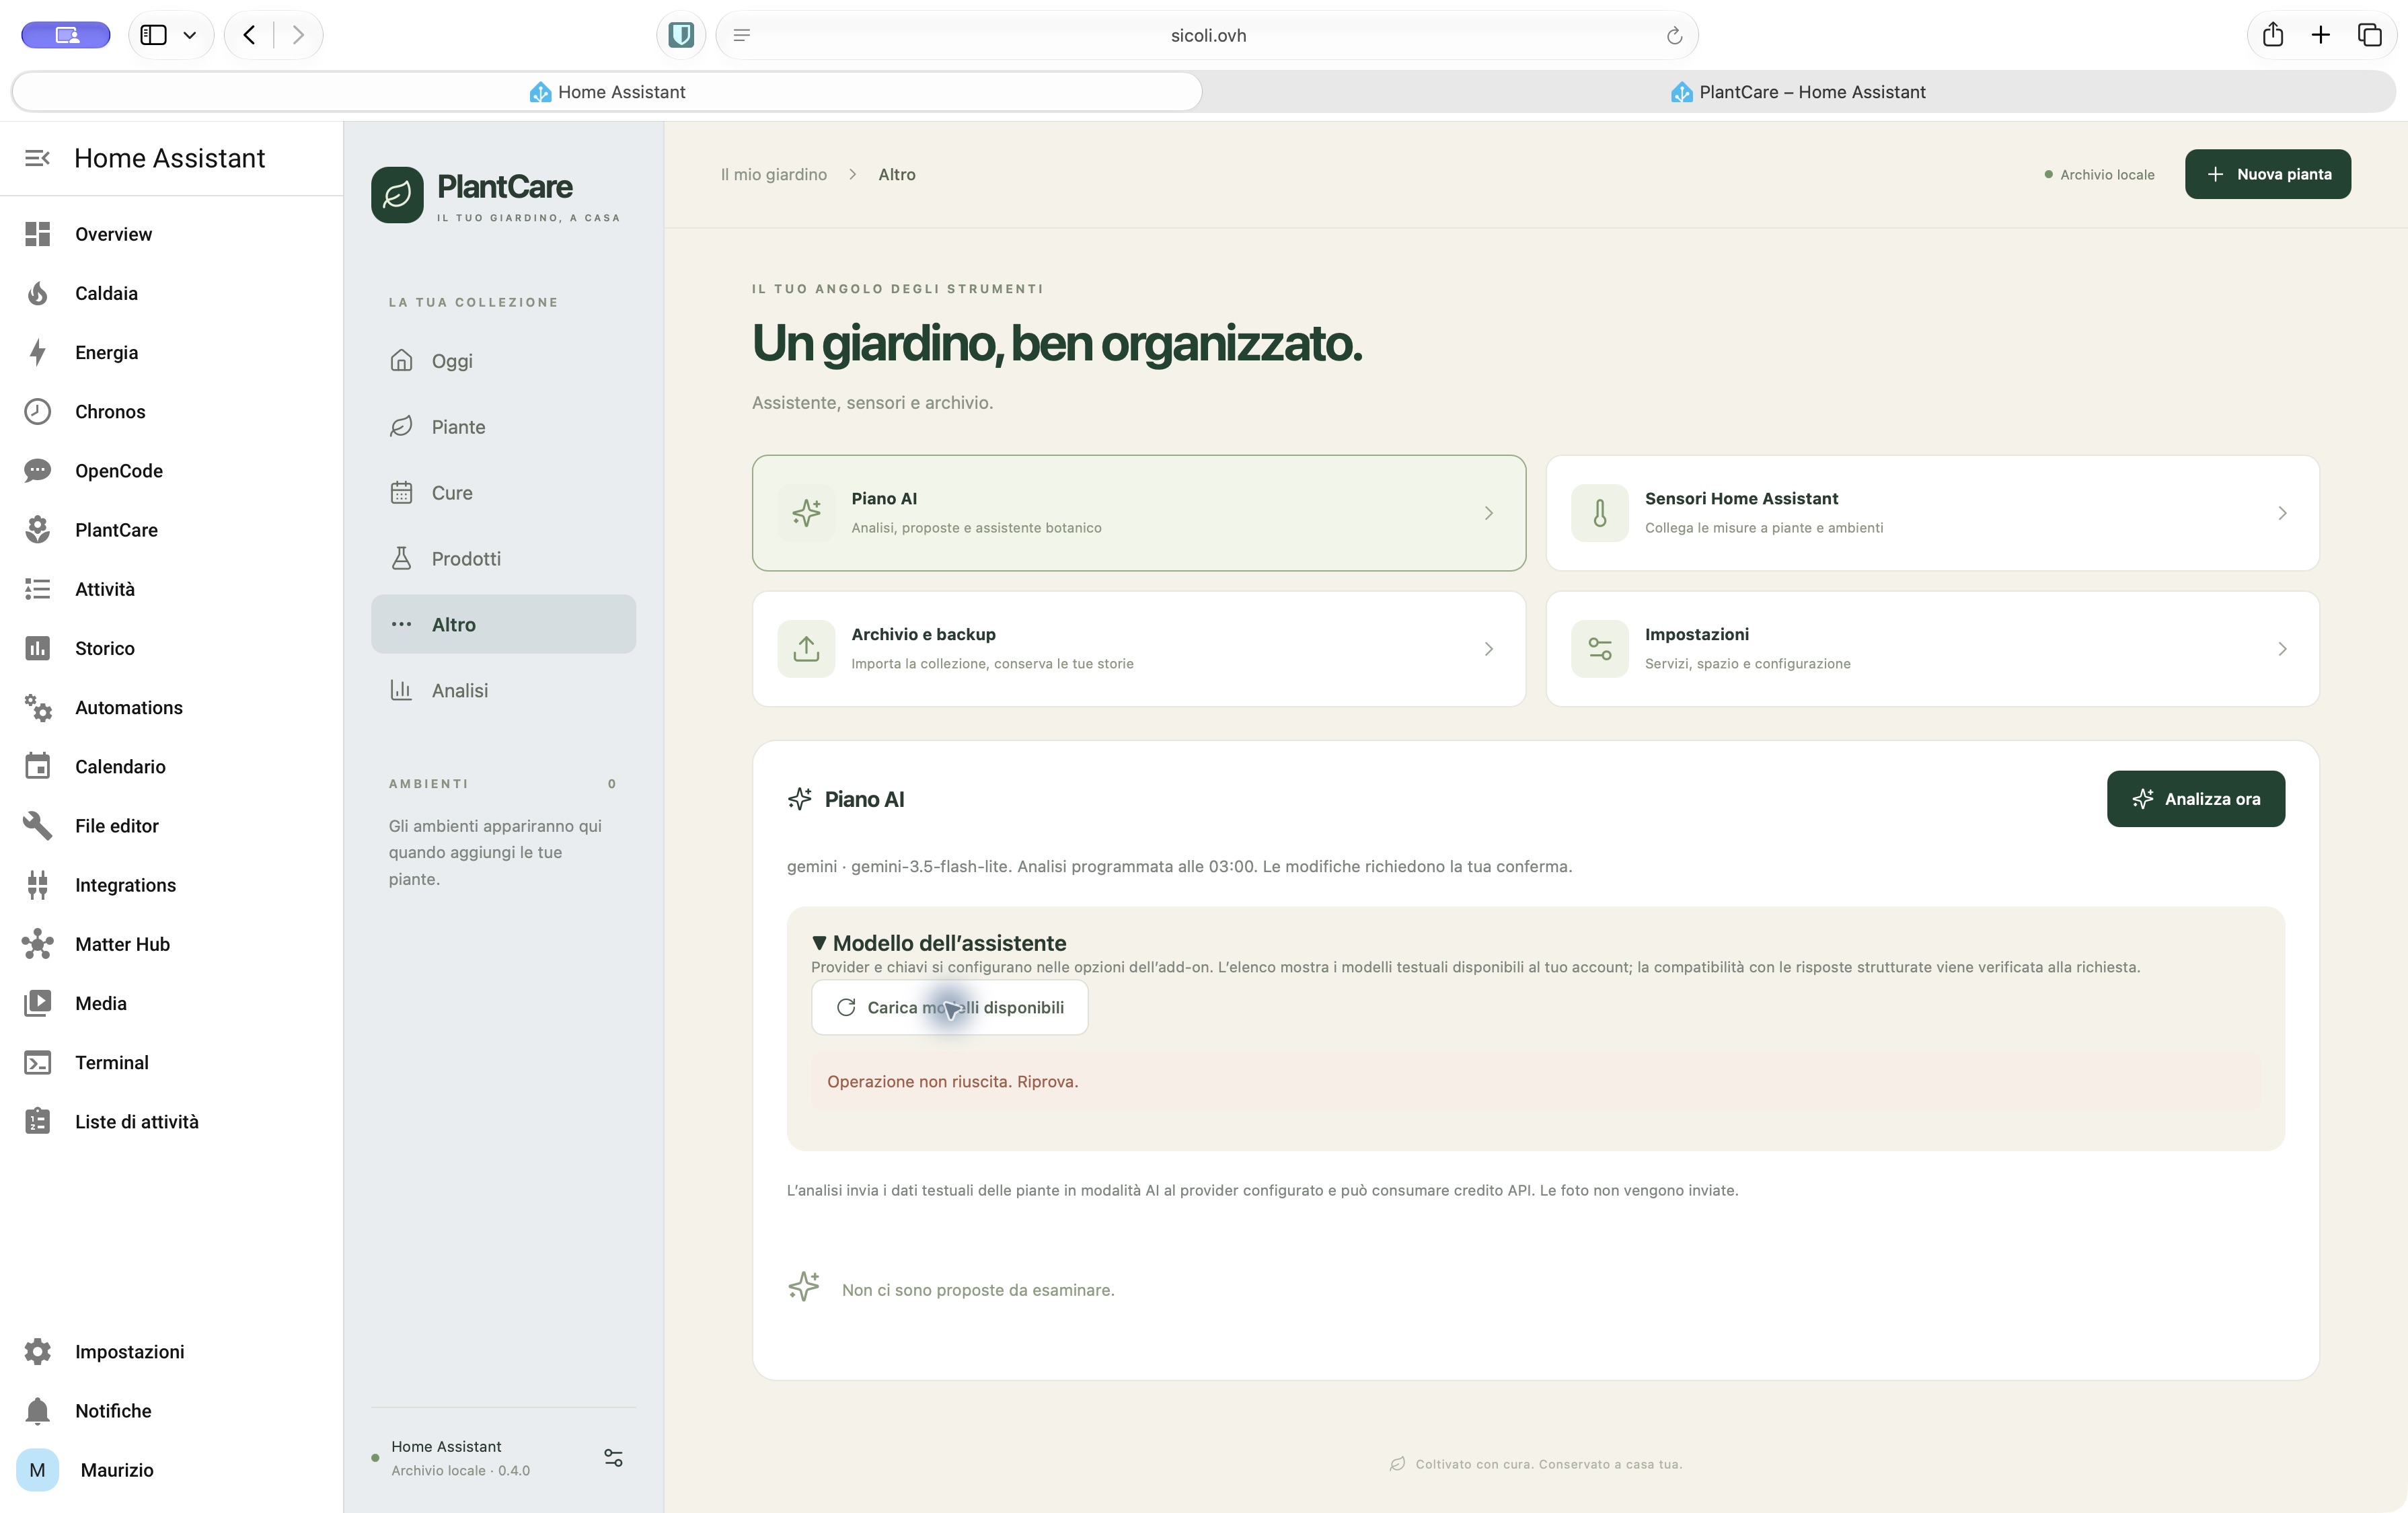 sicoli.ovh
Home Assistant
PlantCare – Home Assistant
Home Assistant
Overview
Caldaia
Energia
Chronos
OpenCode
PlantCare
Attività
Storico
Automations
Calendario
File editor
Integrations
Matter Hub
Media
Terminal
Liste di attività
Impostazioni
Notifiche
M
Maurizio
PlantCare
IL TUO GIARDINO, A CASA
LA TUA COLLEZIONE
Oggi
Piante
Cure
Prodotti
Altro
Analisi
AMBIENTI 0
Gli ambienti appariranno qui
quando aggiungi le tue
piante.
Home Assistant
Archivio locale · 0.4.0
Il mio giardino > Altro
Archivio locale
Nuova pianta
IL TUO ANGOLO DEGLI STRUMENTI
Un giardino, ben organizzato.
Assistente, sensori e archivio.
Piano AI
Analisi, proposte e assistente botanico
Sensori Home Assistant
Collega le misure a piante e ambienti
Archivio e backup
Importa la collezione, conserva le tue storie
Impostazioni
Servizi, spazio e configurazione
Piano AI
Analizza ora
gemini · gemini-3.5-flash-lite. Analisi programmata alle 03:00. Le modifiche richiedono la tua conferma.
Modello dell’assistente
Provider e chiavi si configurano nelle opzioni dell’add-on. L’elenco mostra i modelli testuali disponibili al tuo account; la compatibilità con le risposte strutturate viene verificata alla richiesta.
Carica modelli disponibili
Operazione non riuscita. Riprova.
L’analisi invia i dati testuali delle piante in modalità AI al provider configurato e può consumare credito API. Le foto non vengono inviate.
Non ci sono proposte da esaminare.
Coltivato con cura. Conservato a casa tua.